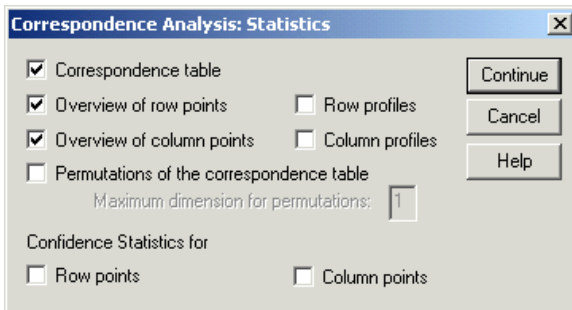 Correspondence Analysis: Statistics
Correspondence table
Continue
Overview of row points Row profiles
Cancel
Overview of column points Column profiles
Help
Permutations of the correspondence table
Maximum dimension for permutations: 1
Confidence Statistics for
Row points Column points